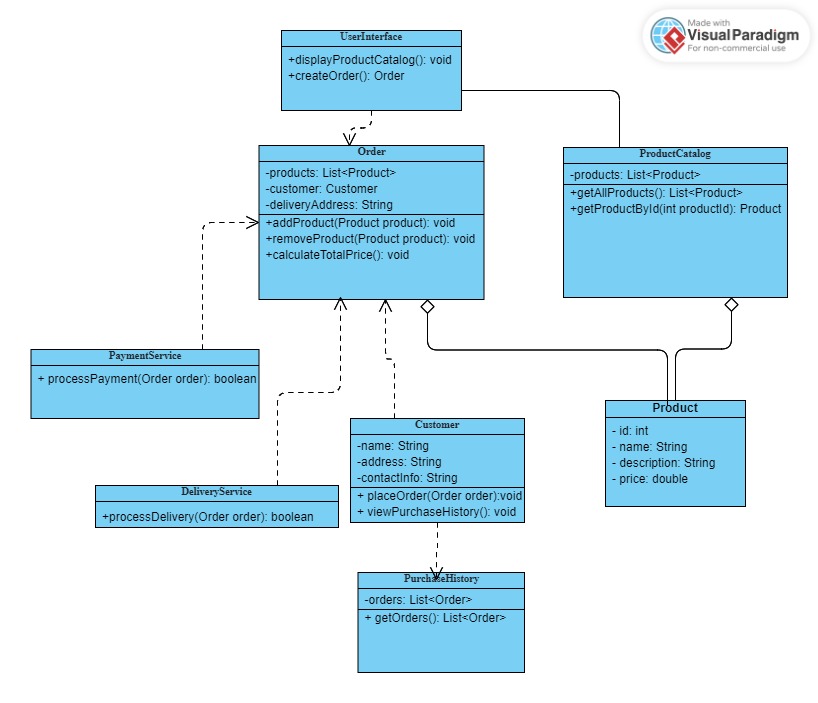 Made with
VisualParadigm
For non-commercial use
UserInterface
+displayProductCatalog(): void
+createOrder(): Order
Order
-products: List<Product>
-customer: Customer
-deliveryAddress: String
+addProduct(Product product): void
+removeProduct(Product product): void
+calculateTotalPrice(): void
ProductCatalog
-products: List<Product>
+getAllProducts(): List<Product>
+getProductById(int productId): Product
PaymentService
+ processPayment(Order order): boolean
DeliveryService
+processDelivery(Order order): boolean
Customer
-name: String
-address: String
-contactInfo: String
+ placeOrder(Order order):void
+ viewPurchaseHistory(): void
Product
- id: int
- name: String
- description: String
- price: double
PurchaseHistory
-orders: List<Order>
+ getOrders(): List<Order>